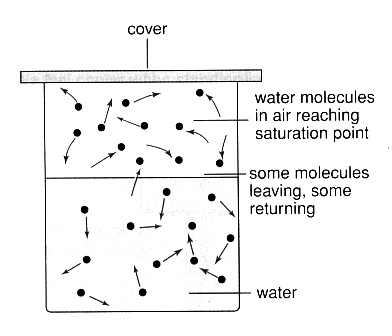 cover
water molecules
in air reaching
saturation point
some molecules
leaving, some
returning
water